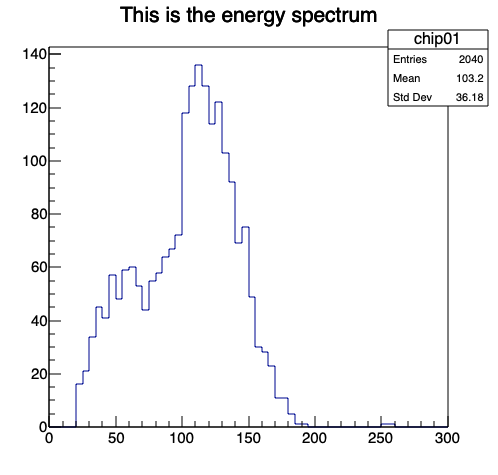 This is the energy spectrum
chip01
Entries 2040
Mean 103.2
Std Dev 36.18
140
120
100
80
60
40
20
0
0 50 100 150 200 250 300